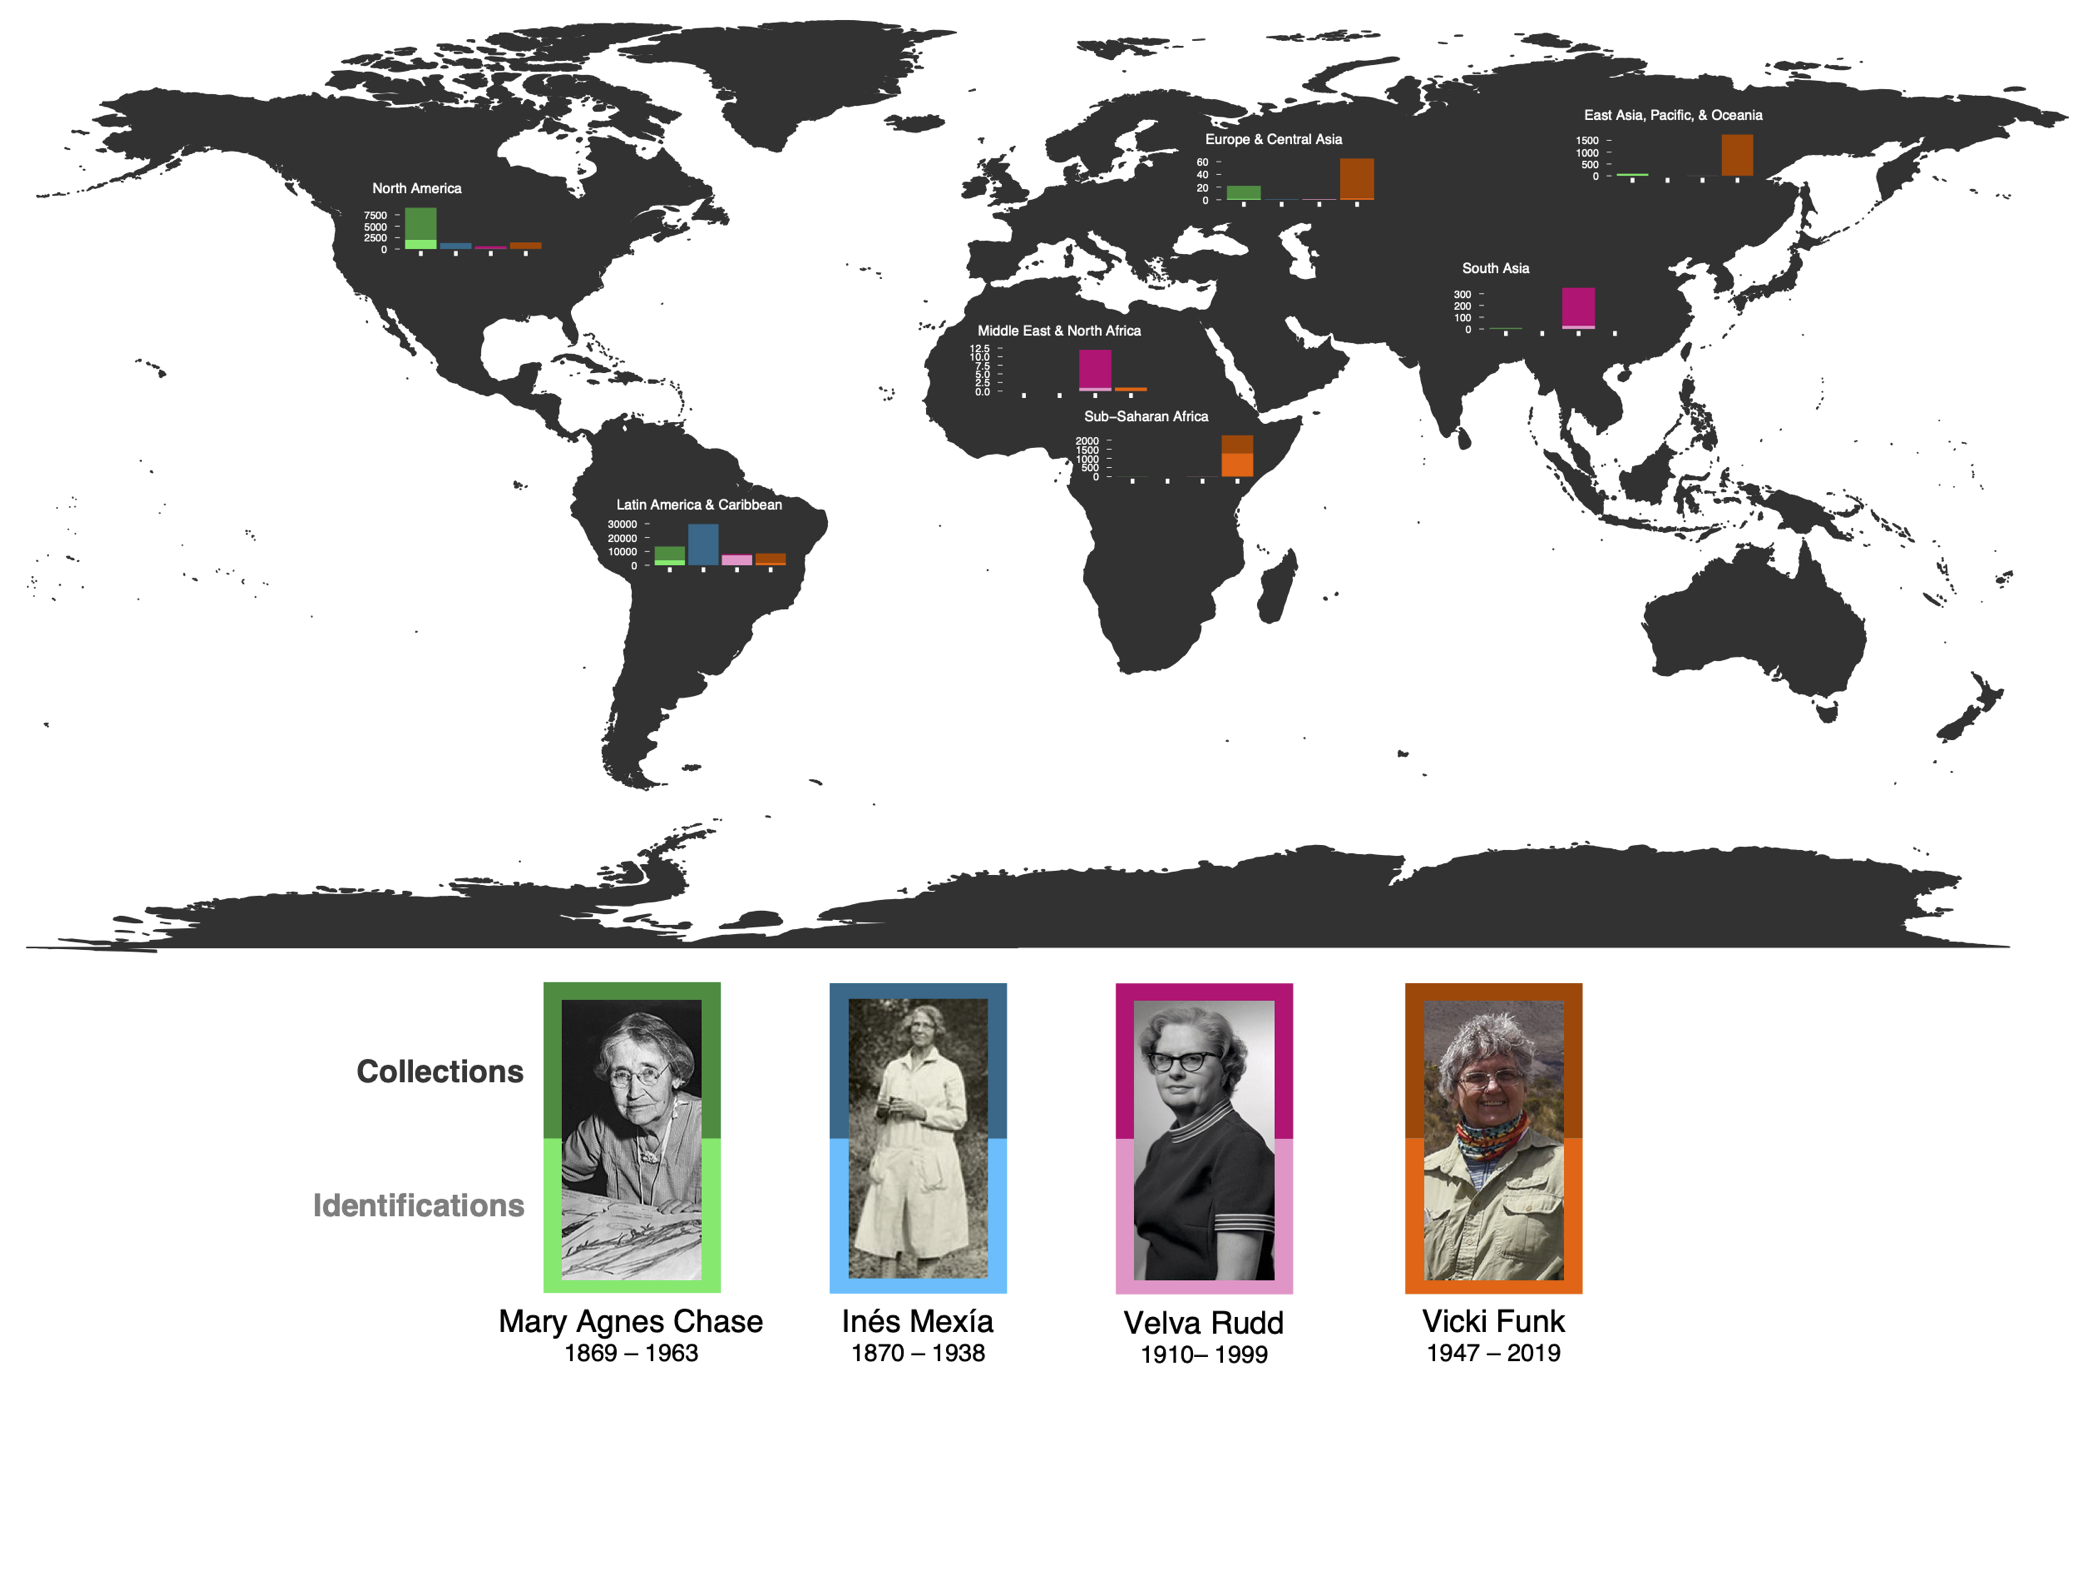 East Asia, Pacific, & Oceania
1500
1000
500
0
Europe & Central Asia
60
40
20
0
North America
7500
5000
2500
0
South Asia
300
200
100
0
Middle East & North Africa
12.5
10.0
7.5
5.0
2.5
0.0
Sub−Saharan Africa
2000
1500
1000
500
0
Latin America & Caribbean
30000
20000
10000
0
Collections
Identifications
Mary Agnes Chase
1869 – 1963
Inés Mexía
1870 – 1938
Velva Rudd
1910– 1999
Vicki Funk
1947 – 2019